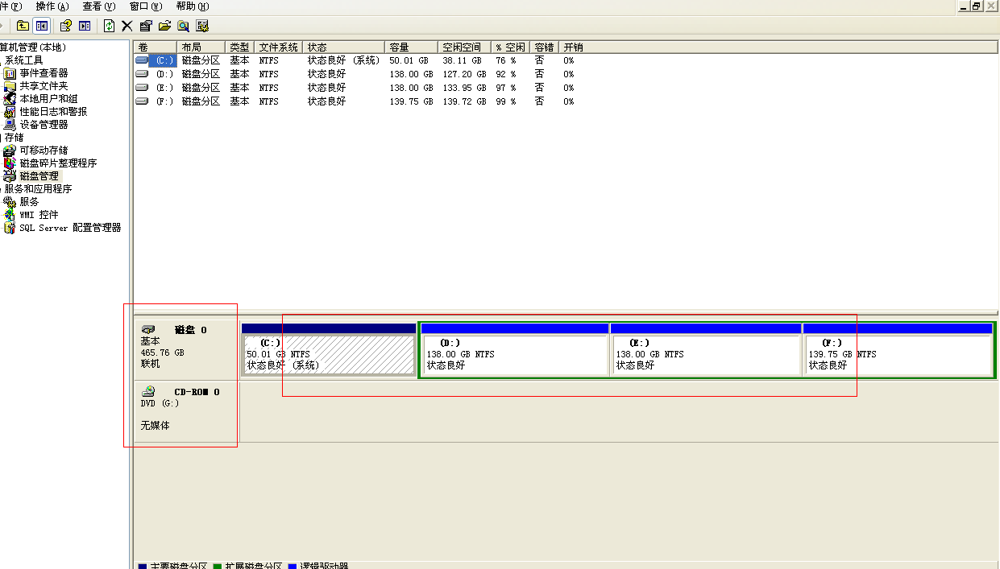 件(F) 操作(A) 查看(V) 窗口(W) 帮助(H)
算机管理(本地)
系统工具
事件查看器
共享文件夹
本地用户和组
性能日志和警报
设备管理器
存储
可移动存储
磁盘碎片整理程序
磁盘管理
服务和应用程序
服务
WMI 控件
SQL Server 配置管理器
卷 布局 类型 文件系统 状态 容量 空闲空间 % 空闲 容错 开销
(C:) 磁盘分区 基本 NTFS 状态良好 (系统) 50.01 GB 38.11 GB 76 % 否 0%
(D:) 磁盘分区 基本 NTFS 状态良好 138.00 GB 127.20 GB 92 % 否 0%
(E:) 磁盘分区 基本 NTFS 状态良好 138.00 GB 133.95 GB 97 % 否 0%
(F:) 磁盘分区 基本 NTFS 状态良好 139.75 GB 139.72 GB 99 % 否 0%
磁盘 0
基本
465.76 GB
联机
(C:)
50.01 GB NTFS
状态良好 (系统)
(D:)
138.00 GB NTFS
状态良好
(E:)
138.00 GB NTFS
状态良好
(F:)
139.75 GB NTFS
状态良好
CD-ROM 0
DVD (G:)
无媒体
主要磁盘分区 扩展磁盘分区 逻辑驱动器